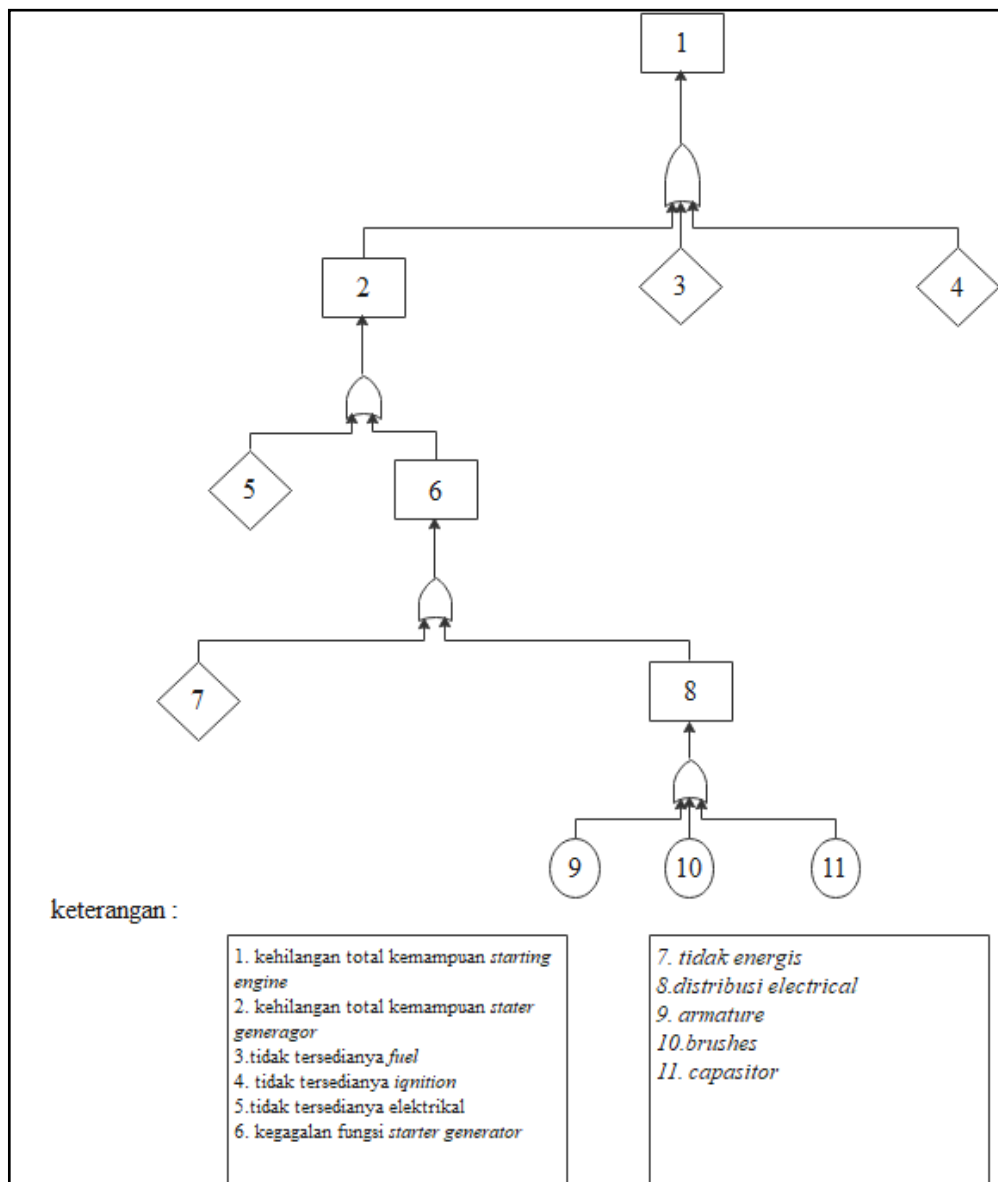 1
2
3
4
5
6
7
8
9
10
11
keterangan :
1. kehilangan total kemampuan starting
engine
2. kehilangan total kemampuan stater
generagor
3.tidak tersedianya fuel
4. tidak tersedianya iqnition
5.tidak tersedianya elektrikal
6. kegagalan fungsi starter generator
7. tidak energis
8.distribusi electrical
9. armature
10.brushes
11. capasitor